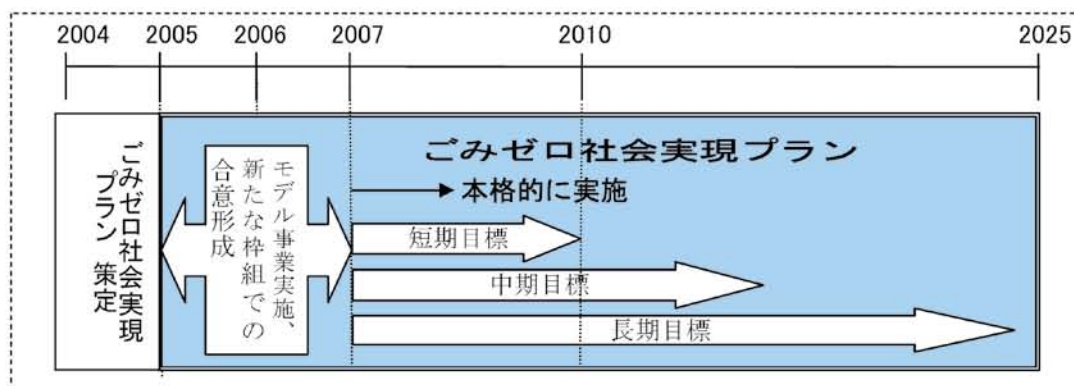 2004 2005 2006 2007 2010 2025
ごみゼロ社会実現
プラン 策定
モデル事業実施、
新たな枠組での
合意形成
ごみゼロ社会実現プラン
本格的に実施
短期目標
中期目標
長期目標